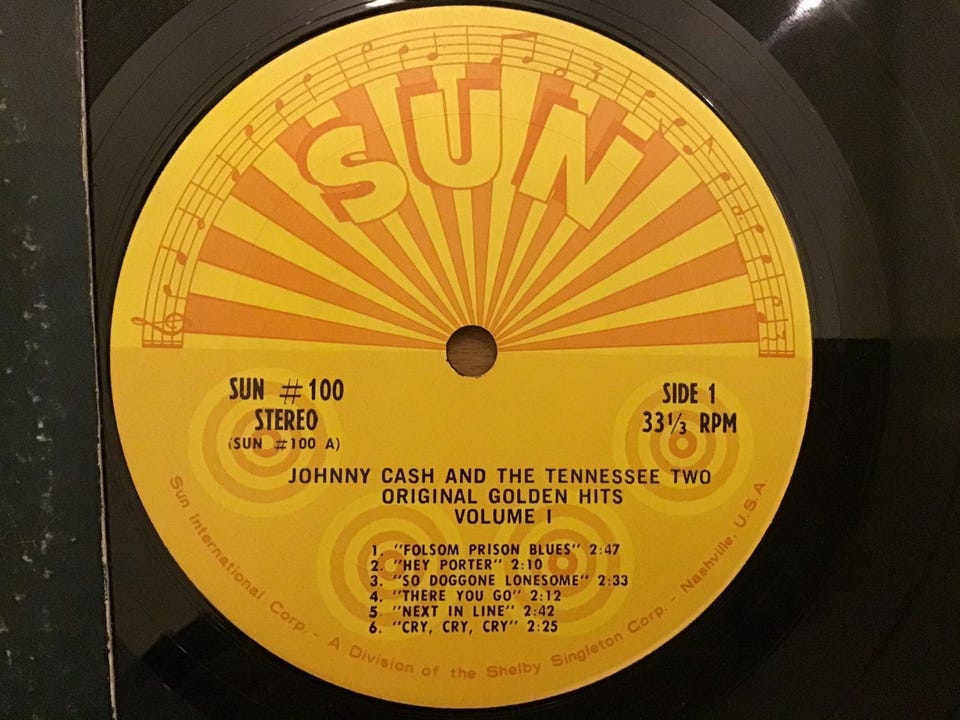 SUN
SUN #100
STEREO
(SUN #100 A)
SIDE 1
33 1/3 RPM
JOHNNY CASH AND THE TENNESSEE TWO
ORIGINAL GOLDEN HITS
VOLUME I
1. "FOLSOM PRISON BLUES" 2:47
2. "HEY PORTER" 2:10
3. "SO DOGGONE LONESOME" 2:33
4. "THERE YOU GO" 2:12
5. "NEXT IN LINE" 2:42
6. "CRY, CRY, CRY" 2:25
Sun International Corp. - A Division of the Shelby Singleton Corp. - Nashville, U.S.A.